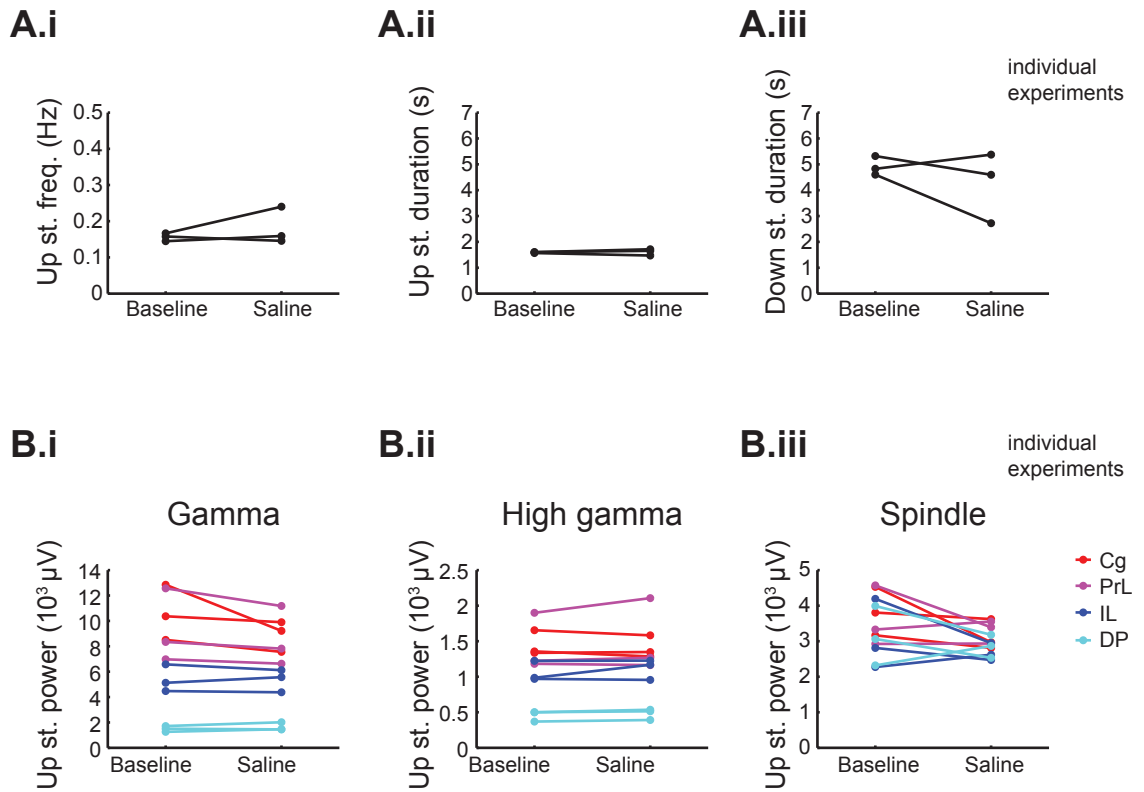 A.i
Up st. freq. (Hz)
0.5
0.4
0.3
0.2
0.1
0
Baseline Saline
A.ii
Up st. duration (s)
7
6
5
4
3
2
1
0
Baseline Saline
A.iii
individual
experiments
Down st. duration (s)
7
6
5
4
3
2
1
0
Baseline Saline
B.i
Gamma
Up st. power (10³ µV)
14
12
10
8
6
4
2
0
Baseline Saline
B.ii
High gamma
Up st. power (10³ µV)
2.5
2
1.5
1
0.5
0
Baseline Saline
B.iii
individual
experiments
Spindle
Up st. power (10³ µV)
5
4
3
2
1
0
Baseline Saline
Cg
PrL
IL
DP